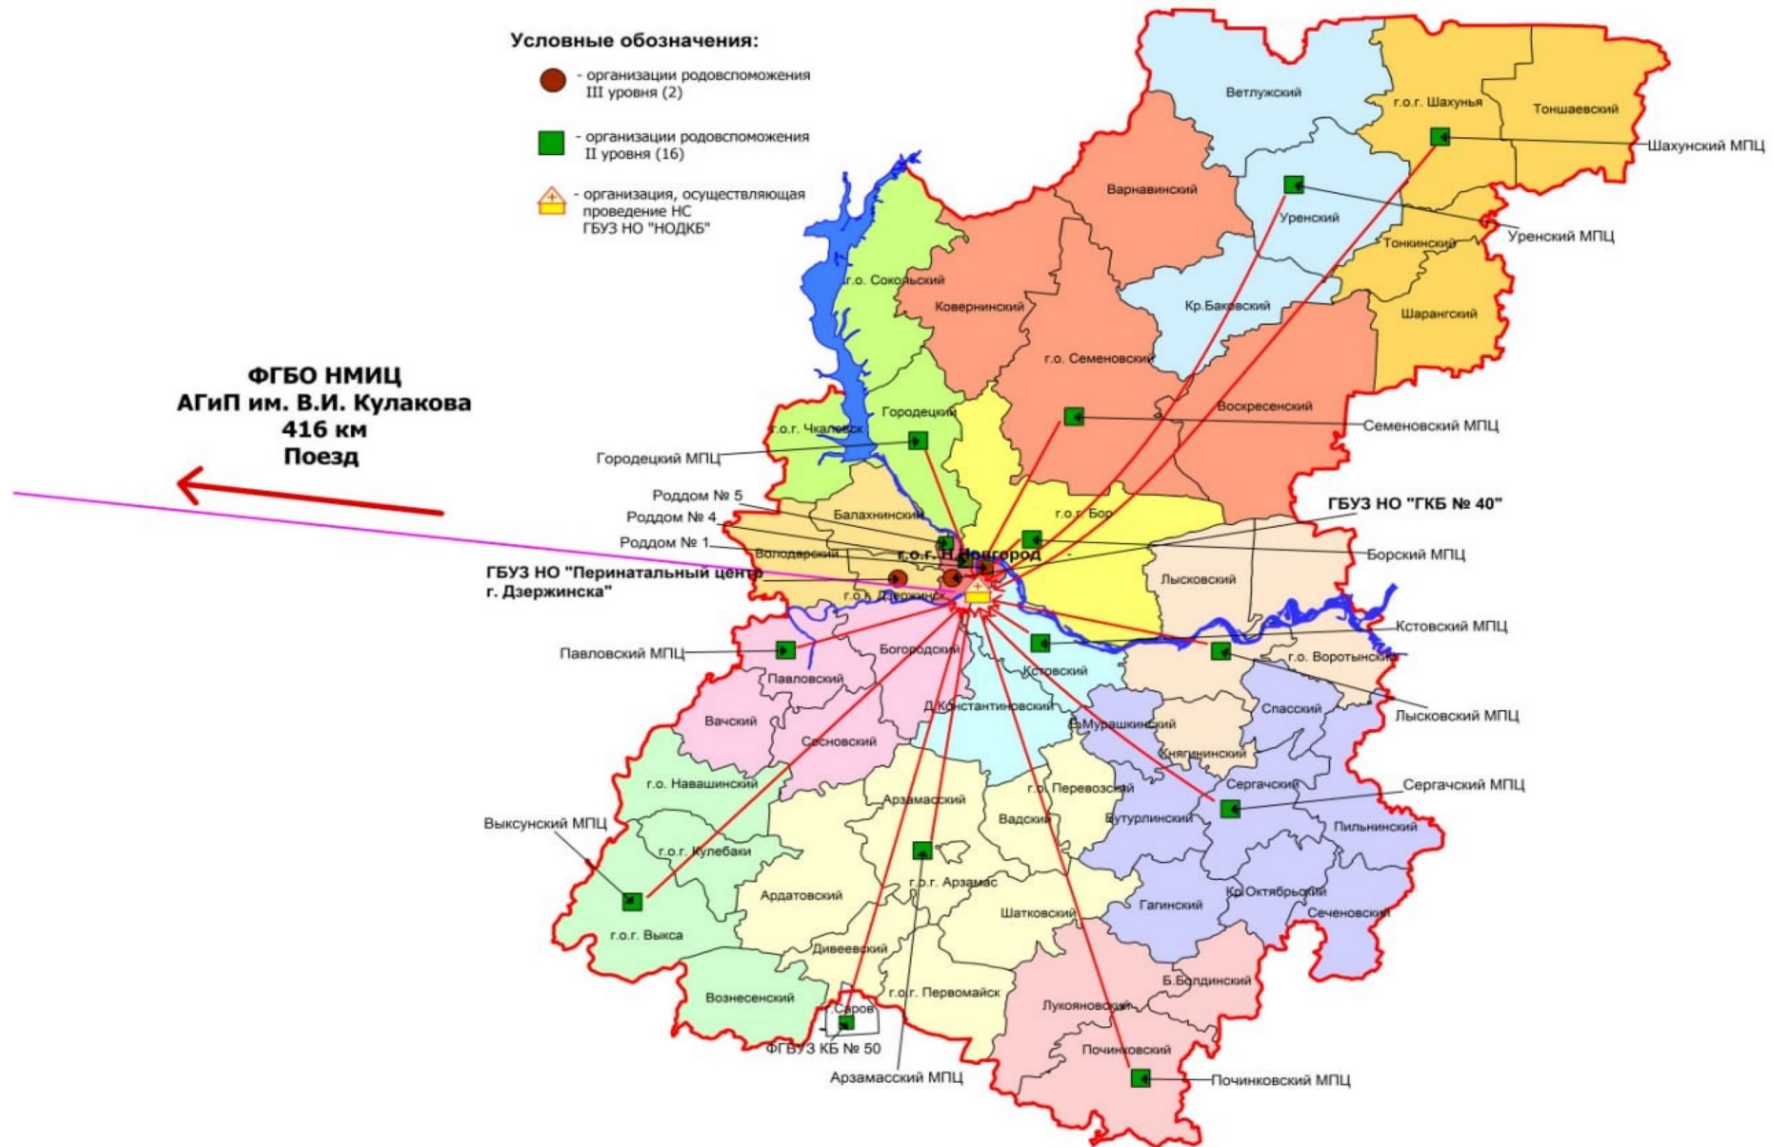 Условные обозначения:
- организации родовспоможения
III уровня (2)
- организации родовспоможения
II уровня (16)
- организация, осуществляющая
проведение НС
ГБУЗ НО "НОДКБ"
ФГБО НМИЦ
АГиП им. В.И. Кулакова
416 км
Поезд
Ветлужский
г.о.г. Шахунья
Тоншаевский
Шахунский МПЦ
Варнавинский
Уренский
Тонкинский
Уренский МПЦ
г.о. Сокольский
Ковернинский
Кр.Баковский
Шарангский
г.о. Семеновский
Воскресенский
Городецкий
г.о.г. Чкаловск
Семеновский МПЦ
Городецкий МПЦ
Роддом № 5
Роддом № 4
Роддом № 1
Балахнинский
г.о.г. Бор
ГБУЗ НО "ГКБ № 40"
Володарский
г.о.г. Н.Новгород
Борский МПЦ
ГБУЗ НО "Перинатальный центр
г. Дзержинска"
г.о.г. Дзержинск
Лысковский
Кстовский МПЦ
Павловский МПЦ
Богородский
Кстовский
г.о. Воротынский
Павловский
Вачский
Сосновский
Д.Константиновский
Б.Мурашкинский
Спасский
Лысковский МПЦ
Княгининский
г.о. Навашинский
Арзамасский
г.о. Перевозский
Сергачский
Сергачский МПЦ
Выксунский МПЦ
Вадский
Бутурлинский
Пильнинский
г.о.г. Кулебаки
Ардатовский
г.о.г. Арзамас
Шатковский
Гагинский
Кр.Октябрьский
Сеченовский
г.о.г. Выкса
Дивеевский
Вознесенский
г.о.г. Первомайск
Б.Болдинский
Лукояновский
г.Саров
ФГБУЗ КБ № 50
Арзамасский МПЦ
Починковский
Починковский МПЦ